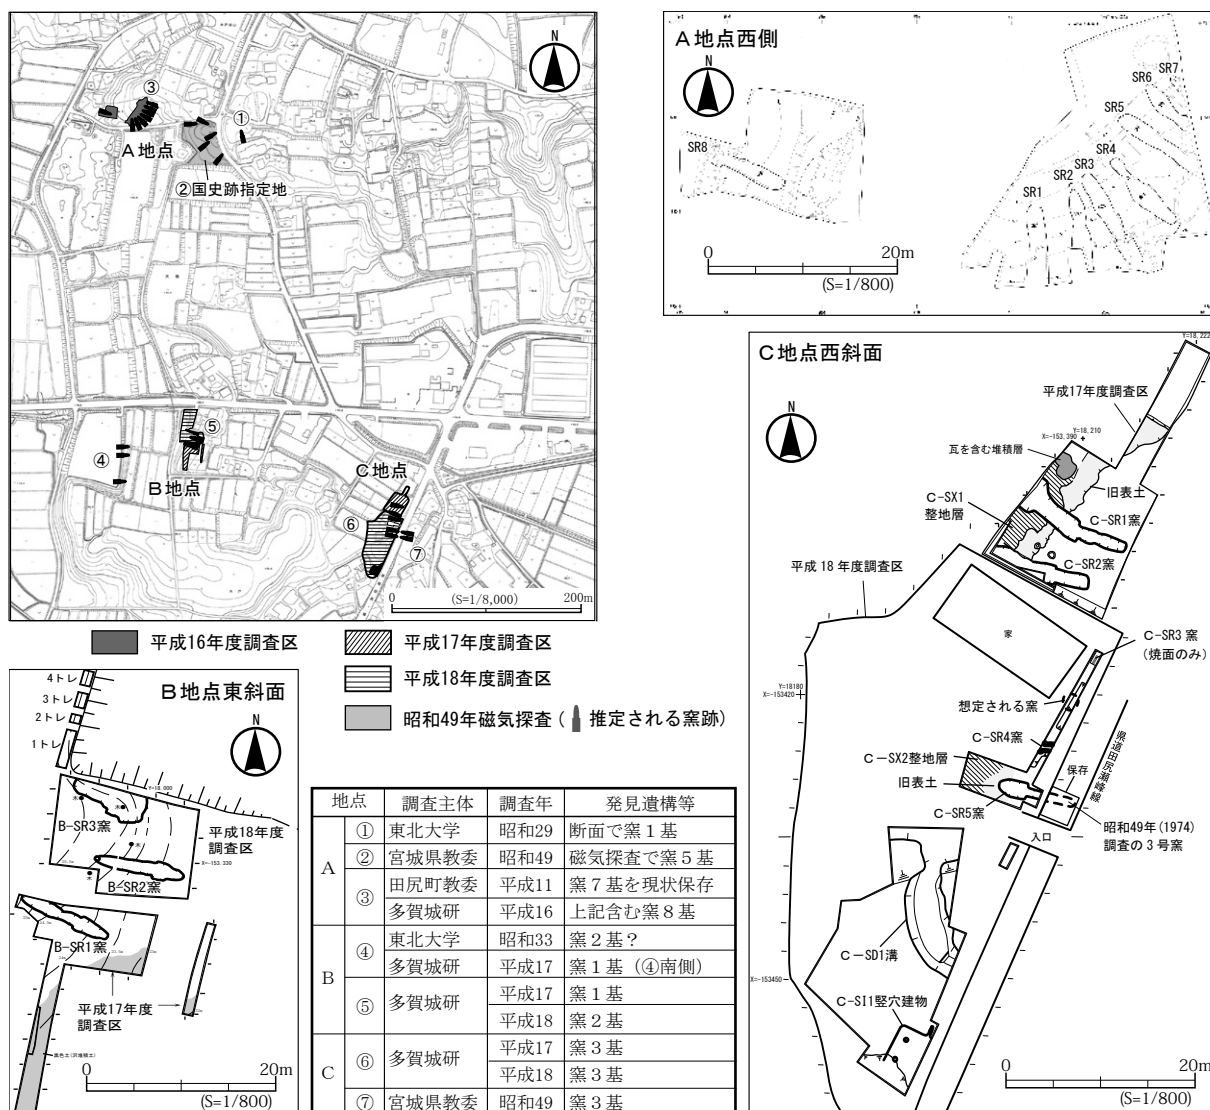 N
③
①
A地点
②国史跡指定地
④
⑤
B地点
C地点
⑥
⑦
0 (S=1/8,000) 200m
平成16年度調査区
平成17年度調査区
平成18年度調査区
昭和49年磁気探査( 推定される窯跡)
A地点西側
N
SR8
SR1
SR2
SR3
SR4
SR5
SR6
SR7
0 20m
(S=1/800)
B地点東斜面
N
4トレ
3トレ
2トレ
1トレ
Y=18,000
B-SR3窯
平成18年度
調査区
X=-153,330
B-SR2窯
B-SR1窯
平成17年度
調査区
0 20m
(S=1/800)
地点 調査主体 調査年 発見遺構等
A ① 東北大学 昭和29 断面で窯1基
② 宮城県教委 昭和49 磁気探査で窯5基
③ 田尻町教委 平成11 窯7基を現状保存
多賀城研 平成16 上記含む窯8基
B ④ 東北大学 昭和33 窯2基?
多賀城研 平成17 窯1基(④南側)
⑤ 多賀城研 平成17 窯1基
平成18 窯2基
C ⑥ 多賀城研 平成17 窯3基
平成18 窯3基
⑦ 宮城県教委 昭和49 窯3基
C地点西斜面
N
Y=18,222
平成17年度調査区
Y=18,210
X=-153,390
瓦を含む堆積層
旧表土
C-SX1
整地層
C-SR1窯
C-SR2窯
平成18年度調査区
家
C-SR3窯
(焼面のみ)
Y=18180
X=-153420
想定される窯
C-SR4窯
県道田尻瀬峰線
C-SX2整地層
旧表土
保存
C-SR5窯
昭和49年(1974)
調査の3号窯
入口
C-SD1溝
X=-153450
C-SI1竪穴建物
0 20m
(S=1/800)